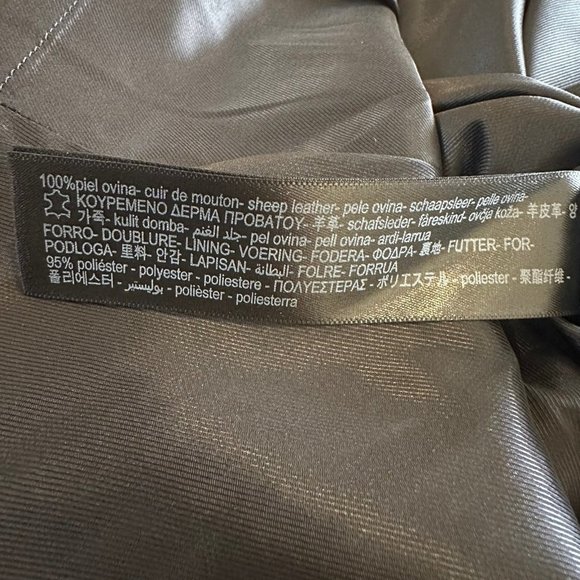 100%piel ovina- cuir de mouton- sheep leather- pele ovina- schaapsleer- pelle ovina-
ΚΟΥΡΕΜΕΝΟ ΔΕΡΜΑ ΠΡΟΒΑΤΟΥ- 羊革- schafsleder- fåreskind- ovčja koža- 羊皮革- 양
가죽- kulit domba- جلد الغنم- pel ovina- pell ovina- ardi-larrua
FORRO- DOUBLURE- LINING- VOERING- FODERA- ΦΟΔΡΑ- 裏地- FUTTER- FOR-
PODLOGA- 里料- 안감- LAPISAN- البطانة- FOLRE- FORRUA
95% poliéster- polyester- poliestere- ΠΟΛΥΕΣΤΕΡΑΣ- ポリエステル- poliester- 聚酯纤维-
폴리에스터- بوليستير- polièster- poliesterra